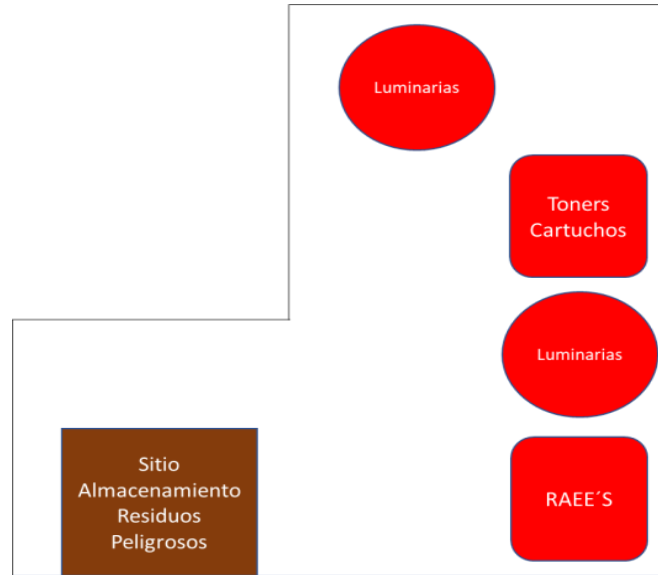 Luminarias
Toners
Cartuchos
Luminarias
RAEE´S
Sitio
Almacenamiento
Residuos
Peligrosos